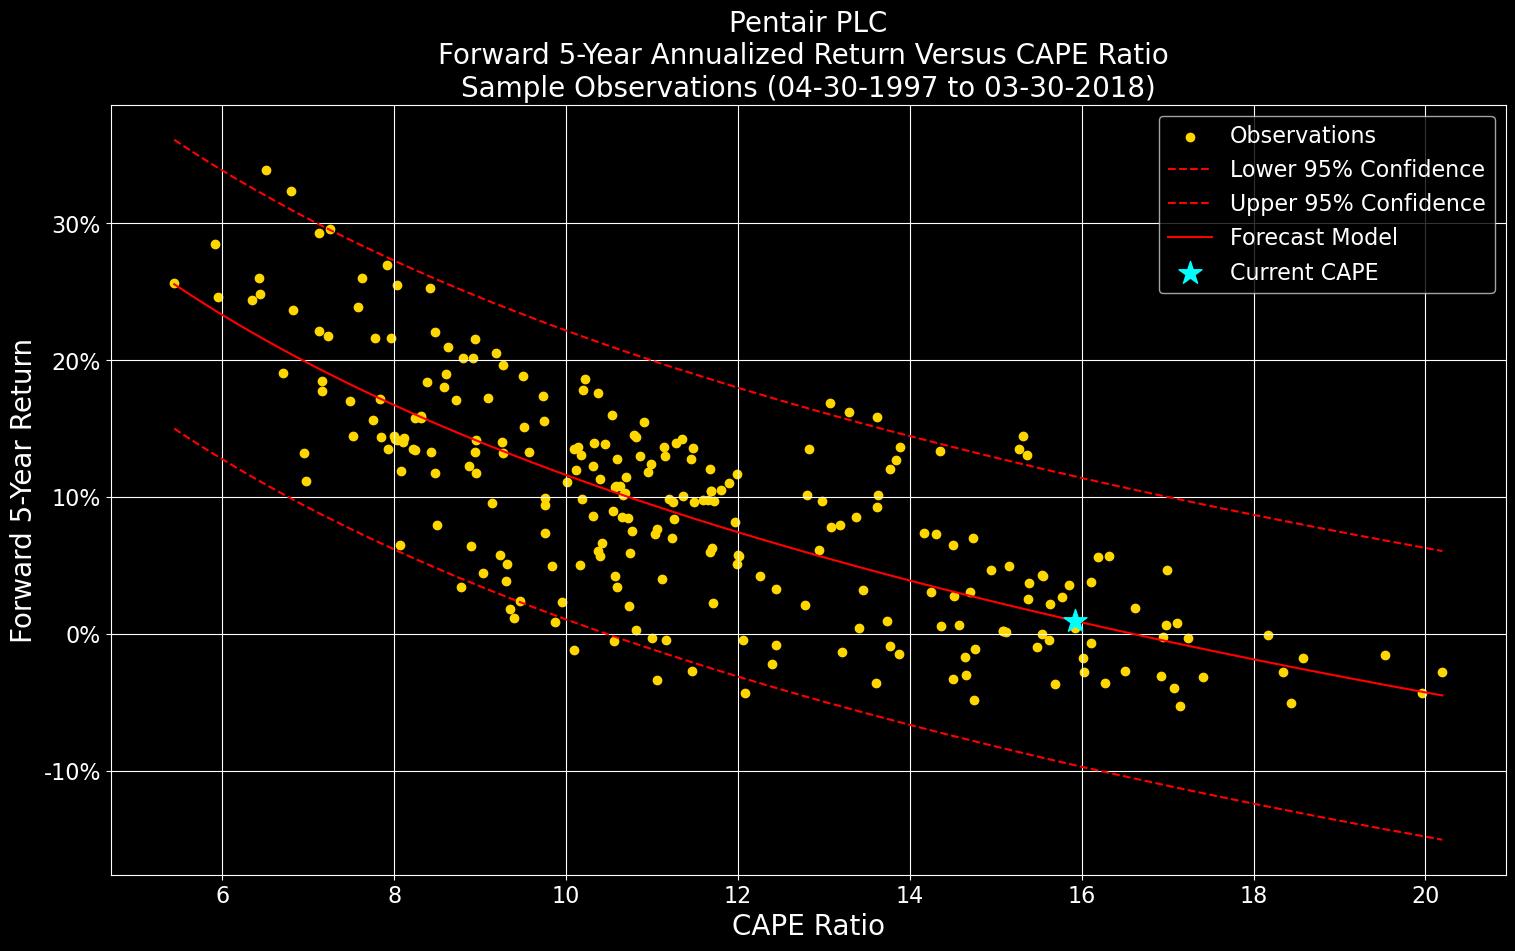 Pentair PLC
Forward 5-Year Annualized Return Versus CAPE Ratio
Sample Observations (04-30-1997 to 03-30-2018)
Observations
Lower 95% Confidence
Upper 95% Confidence
Forecast Model
Current CAPE
Forward 5-Year Return
30%
20%
10%
0%
-10%
6 8 10 12 14 16 18 20
CAPE Ratio